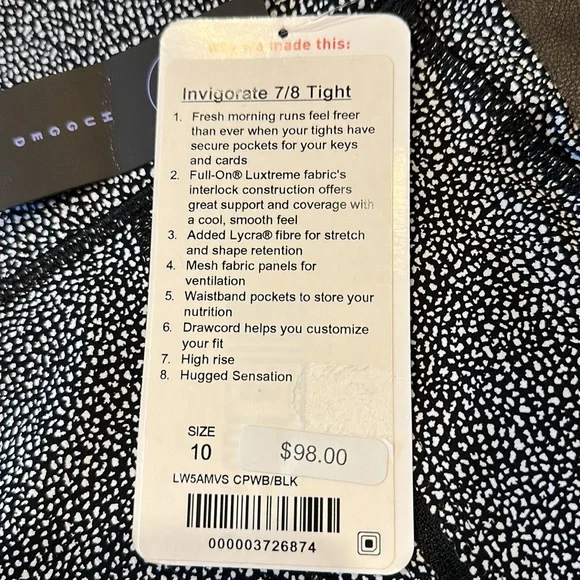 why we made this:
Invigorate 7/8 Tight
1. Fresh morning runs feel freer
than ever when your tights have
secure pockets for your keys
and cards
2. Full-On® Luxtreme fabric's
interlock construction offers
great support and coverage with
a cool, smooth feel
3. Added Lycra® fibre for stretch
and shape retention
4. Mesh fabric panels for
ventilation
5. Waistband pockets to store your
nutrition
6. Drawcord helps you customize
your fit
7. High rise
8. Hugged Sensation
SIZE
10
$98.00
LW5AMVS CPWB/BLK
000003726874
HUGGED